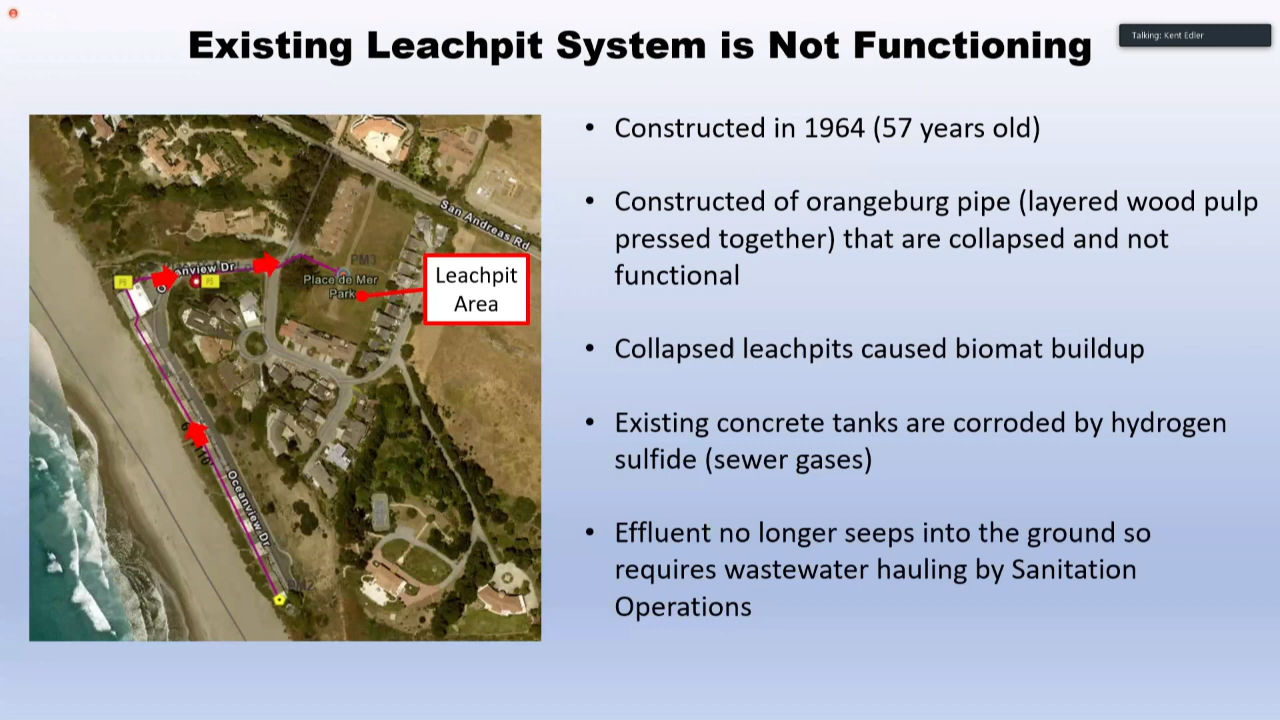 Existing Leachpit System is Not Functioning
Talking: Kent Edler
San Andreas Rd
PM3
Oceanview Dr
P6
P5
Place de Mer
Park
Leachpit
Area
Oceanview Dr
• Constructed in 1964 (57 years old)
• Constructed of orangeburg pipe (layered wood pulp
pressed together) that are collapsed and not
functional
• Collapsed leachpits caused biomat buildup
• Existing concrete tanks are corroded by hydrogen
sulfide (sewer gases)
• Effluent no longer seeps into the ground so
requires wastewater hauling by Sanitation
Operations